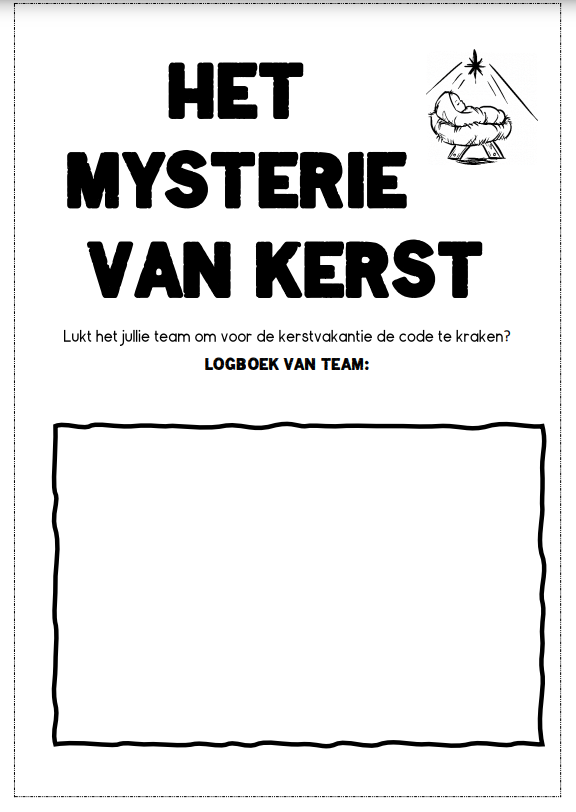 HET
MYSTERIE
VAN KERST
Lukt het jullie team om voor de kerstvakantie de code te kraken?
LOGBOEK VAN TEAM: